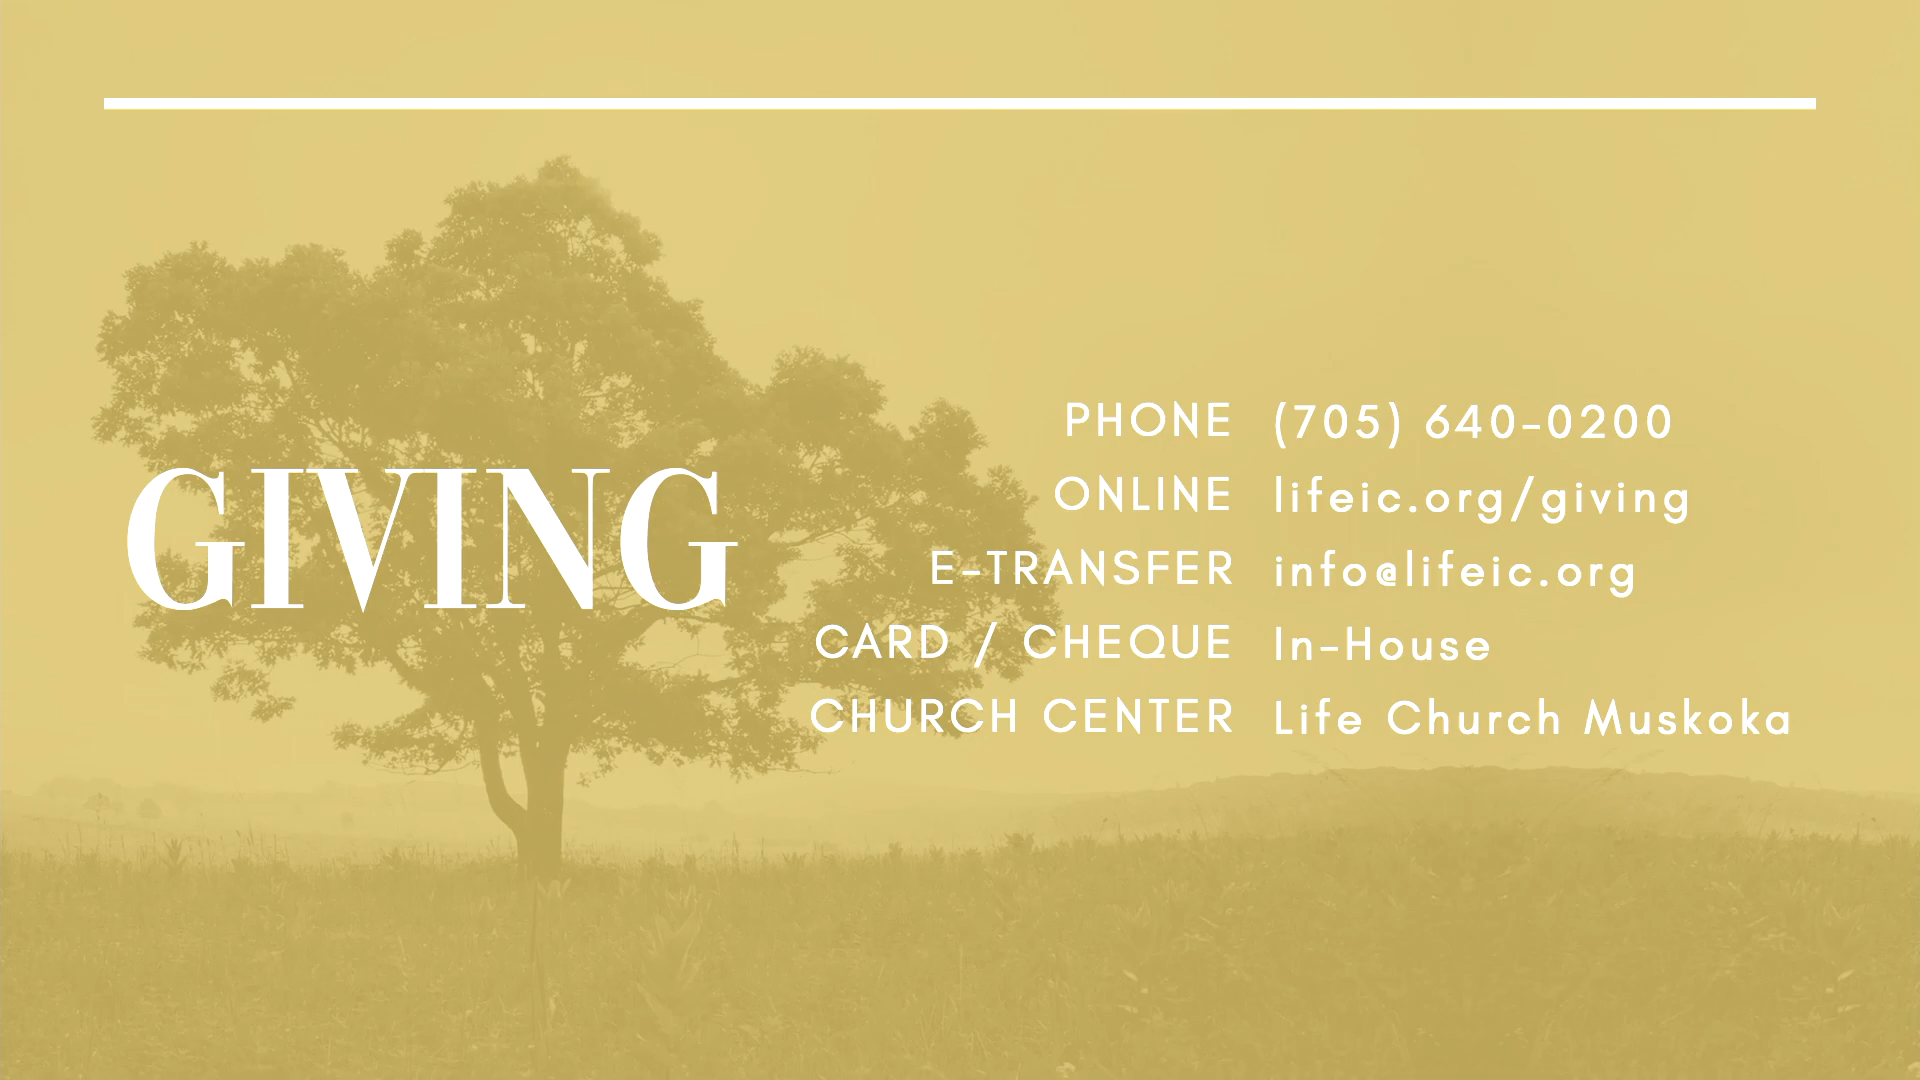 GIVING
PHONE (705) 640-0200
ONLINE lifeic.org/giving
E-TRANSFER info@lifeic.org
CARD / CHEQUE In-House
CHURCH CENTER Life Church Muskoka